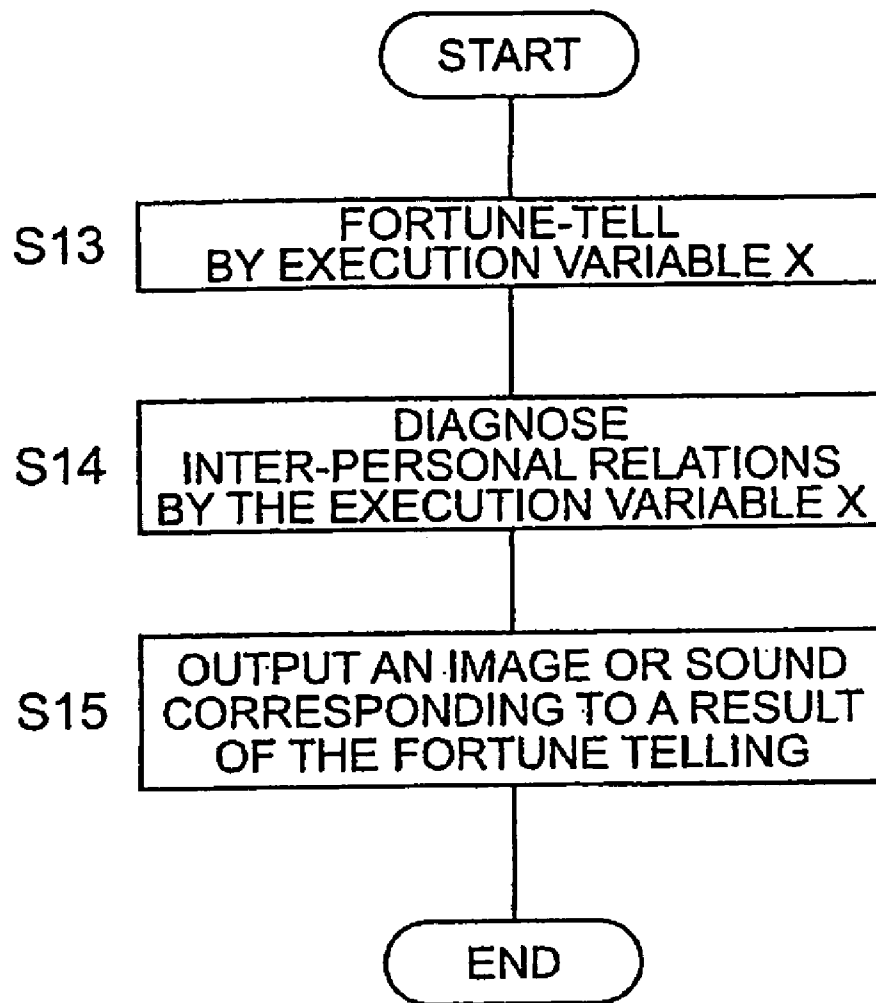 START
S13
FORTUNE-TELL
BY EXECUTION VARIABLE X
S14
DIAGNOSE
INTER-PERSONAL RELATIONS
BY THE EXECUTION VARIABLE X
S15
OUTPUT AN IMAGE OR SOUND
CORRESPONDING TO A RESULT
OF THE FORTUNE TELLING
END